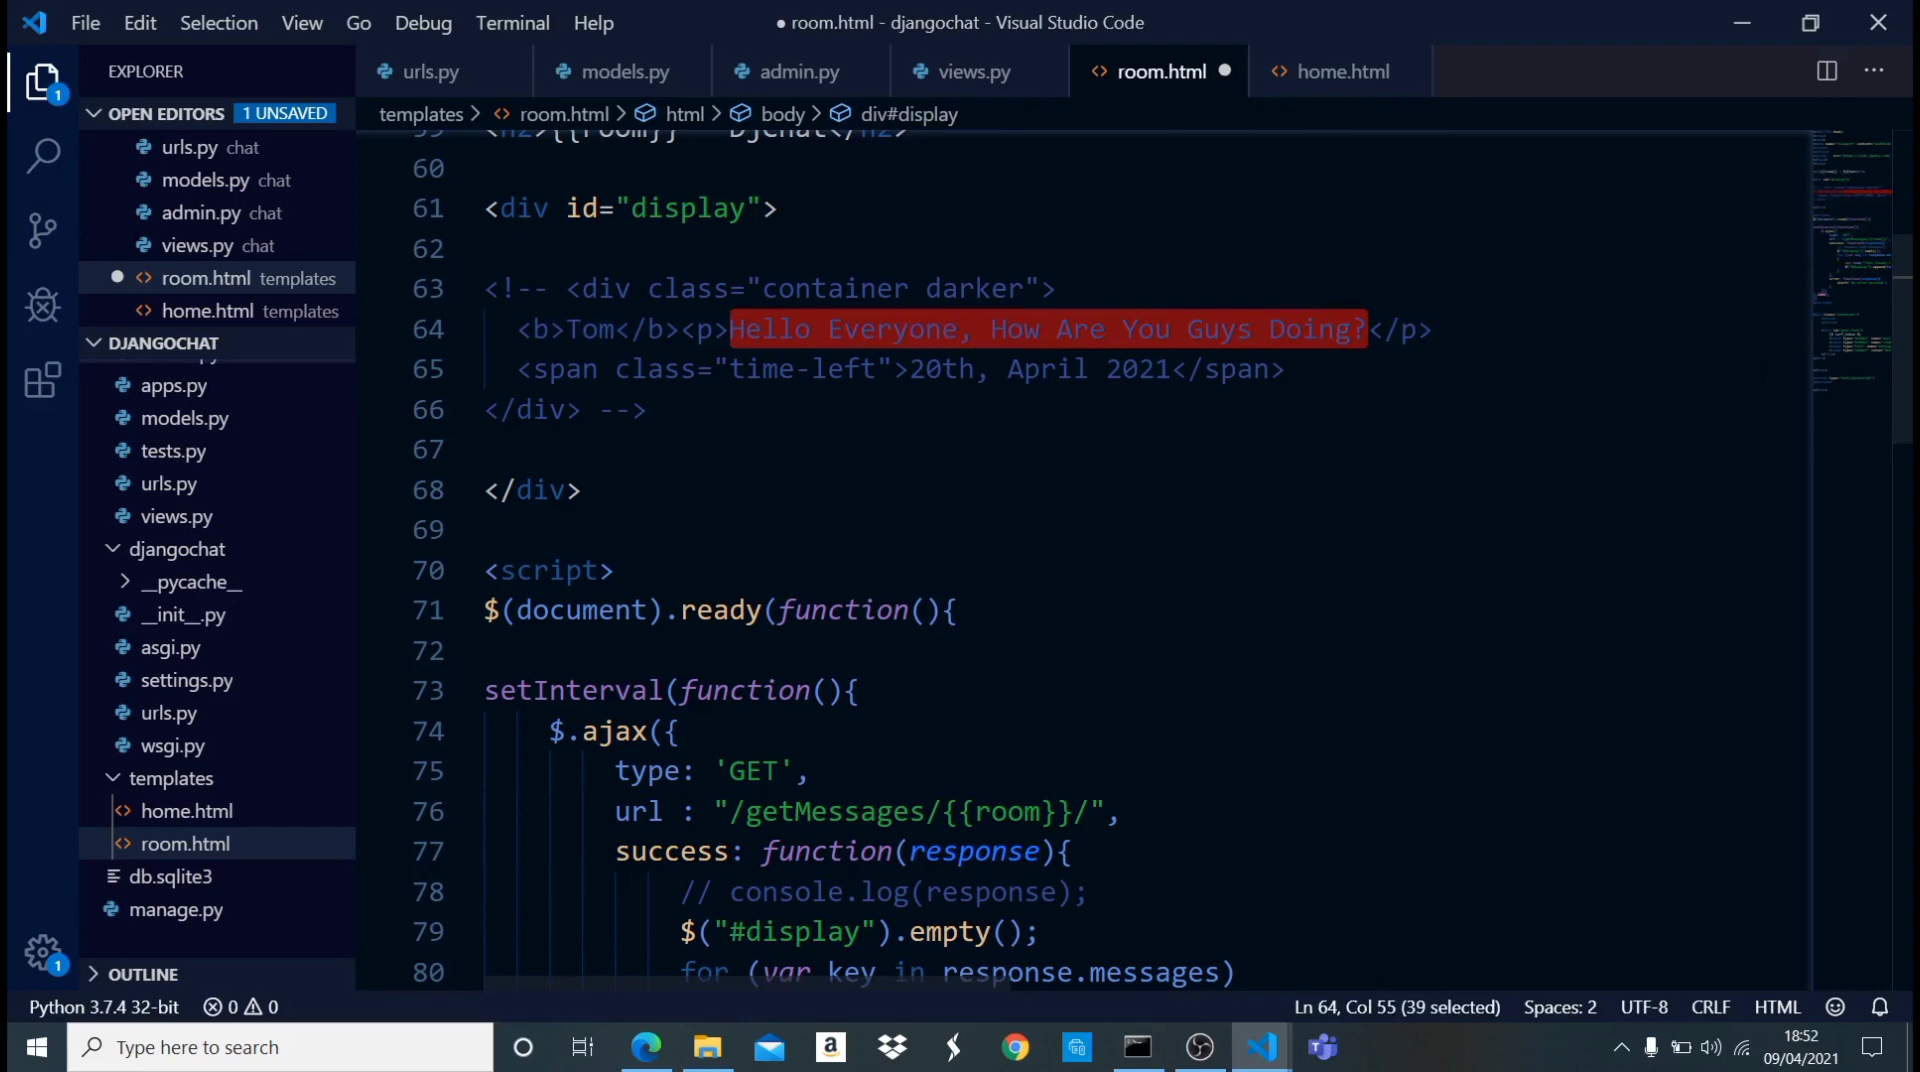 File Edit Selection View Go Debug Terminal Help
● room.html - djangochat - Visual Studio Code
EXPLORER
urls.py models.py admin.py views.py room.html home.html
OPEN EDITORS 1 UNSAVED
templates > room.html > html > body > div#display
urls.py chat
models.py chat
admin.py chat
views.py chat
room.html templates
home.html templates
DJANGOCHAT
apps.py
models.py
tests.py
urls.py
views.py
djangochat
__pycache__
__init__.py
asgi.py
settings.py
urls.py
wsgi.py
templates
home.html
room.html
db.sqlite3
manage.py
OUTLINE
59 <h2>{{room}} - DjChat</h2>
60
61 <div id="display">
62
63 <!-- <div class="container darker">
64 <b>Tom</b><p>Hello Everyone, How Are You Guys Doing?</p>
65 <span class="time-left">20th, April 2021</span>
66 </div> -->
67
68 </div>
69
70 <script>
71 $(document).ready(function(){
72
73 setInterval(function(){
74 $.ajax({
75 type: 'GET',
76 url : "/getMessages/{{room}}/",
77 success: function(response){
78 // console.log(response);
79 $("#display").empty();
80 for (var key in response.messages)
Python 3.7.4 32-bit 0 0
Ln 64, Col 55 (39 selected) Spaces: 2 UTF-8 CRLF HTML
Type here to search
18:52
09/04/2021